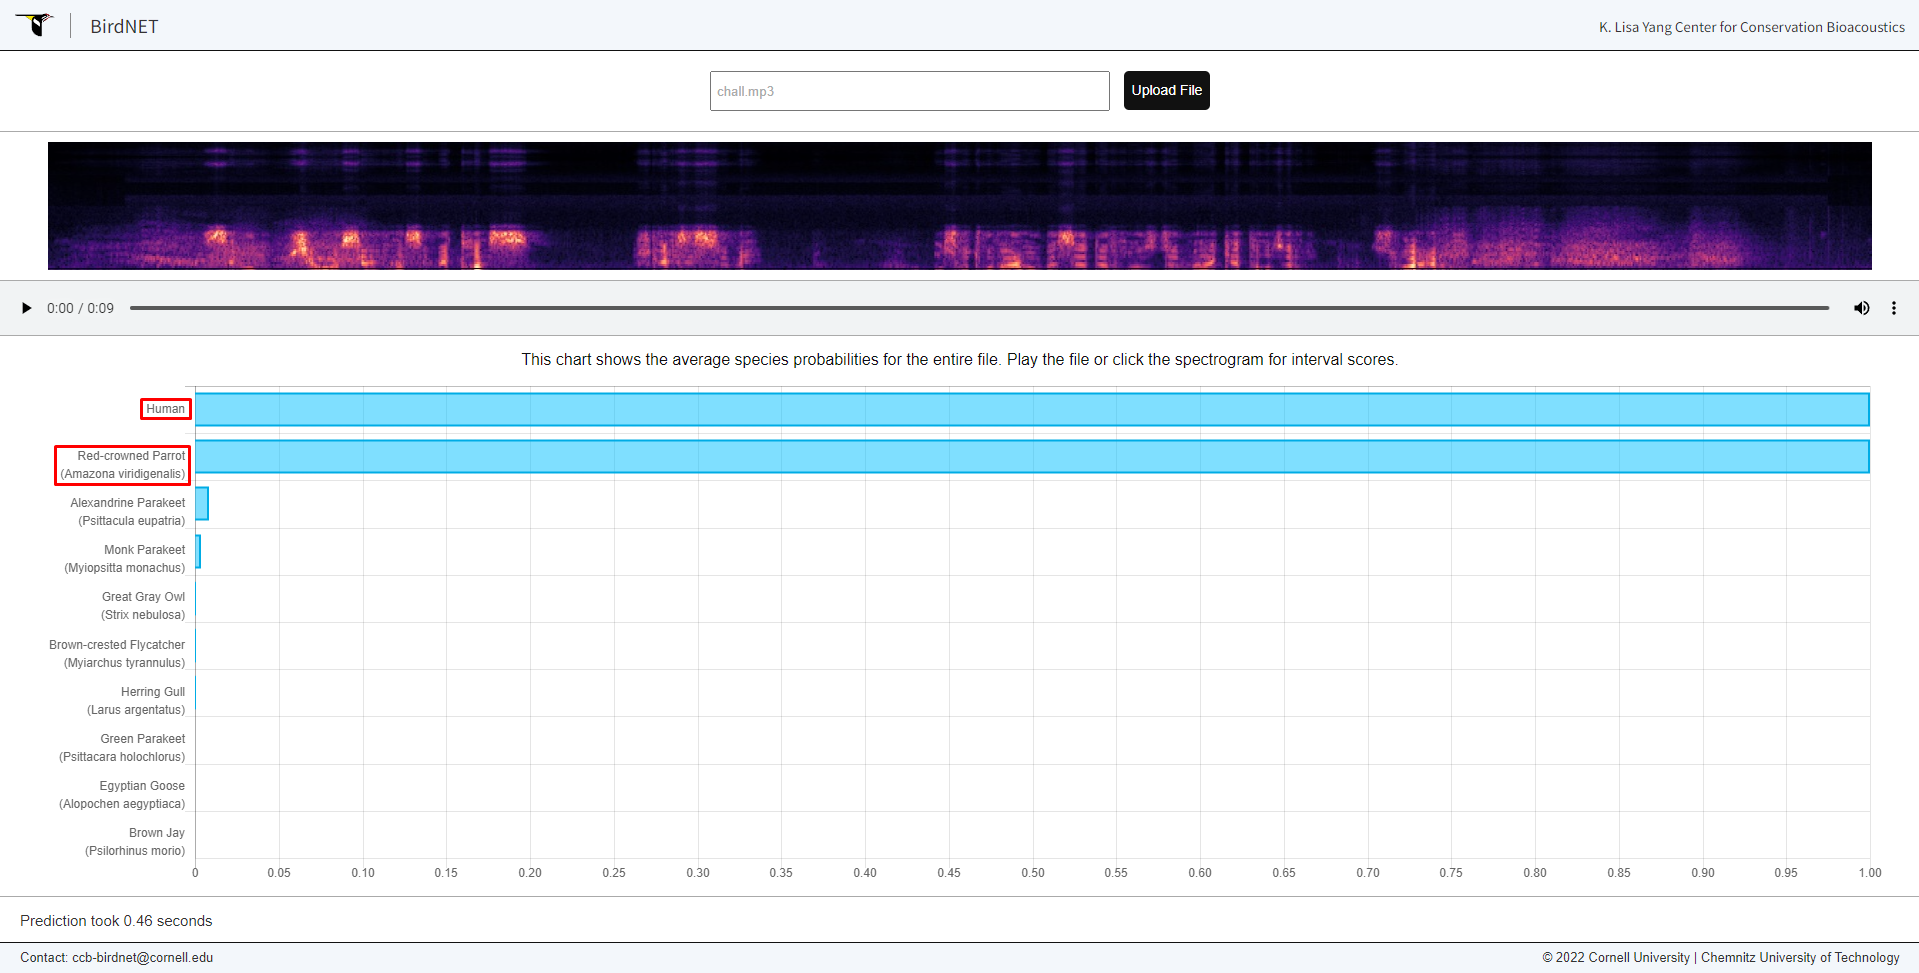 BirdNET
K. Lisa Yang Center for Conservation Bioacoustics
chall.mp3
Upload File
0:00 / 0:09
This chart shows the average species probabilities for the entire file. Play the file or click the spectrogram for interval scores.
Human
Red-crowned Parrot
(Amazona viridigenalis)
Alexandrine Parakeet
(Psittacula eupatria)
Monk Parakeet
(Myiopsitta monachus)
Great Gray Owl
(Strix nebulosa)
Brown-crested Flycatcher
(Myiarchus tyrannulus)
Herring Gull
(Larus argentatus)
Green Parakeet
(Psittacara holochlorus)
Egyptian Goose
(Alopochen aegyptiaca)
Brown Jay
(Psilorhinus morio)
0 0.05 0.10 0.15 0.20 0.25 0.30 0.35 0.40 0.45 0.50 0.55 0.60 0.65 0.70 0.75 0.80 0.85 0.90 0.95 1.00
Prediction took 0.46 seconds
Contact: ccb-birdnet@cornell.edu
© 2022 Cornell University | Chemnitz University of Technology